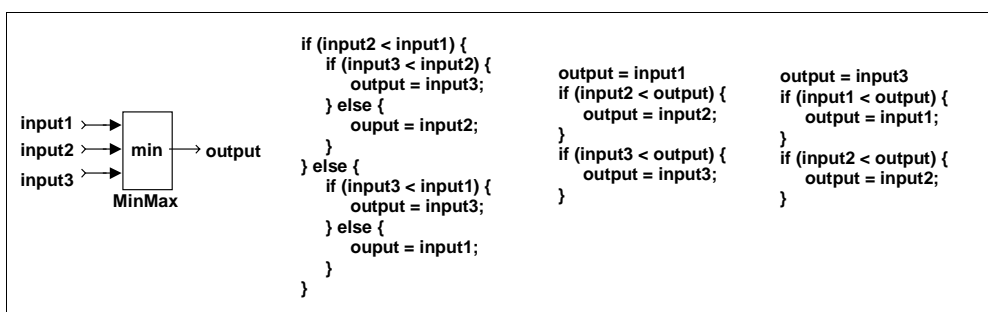 input1
input2
input3
min
output
MinMax
if (input2 < input1) {
if (input3 < input2) {
output = input3;
} else {
ouput = input2;
}
} else {
if (input3 < input1) {
output = input3;
} else {
ouput = input1;
}
}
output = input1
if (input2 < output) {
output = input2;
}
if (input3 < output) {
output = input3;
}
output = input3
if (input1 < output) {
output = input1;
}
if (input2 < output) {
output = input2;
}